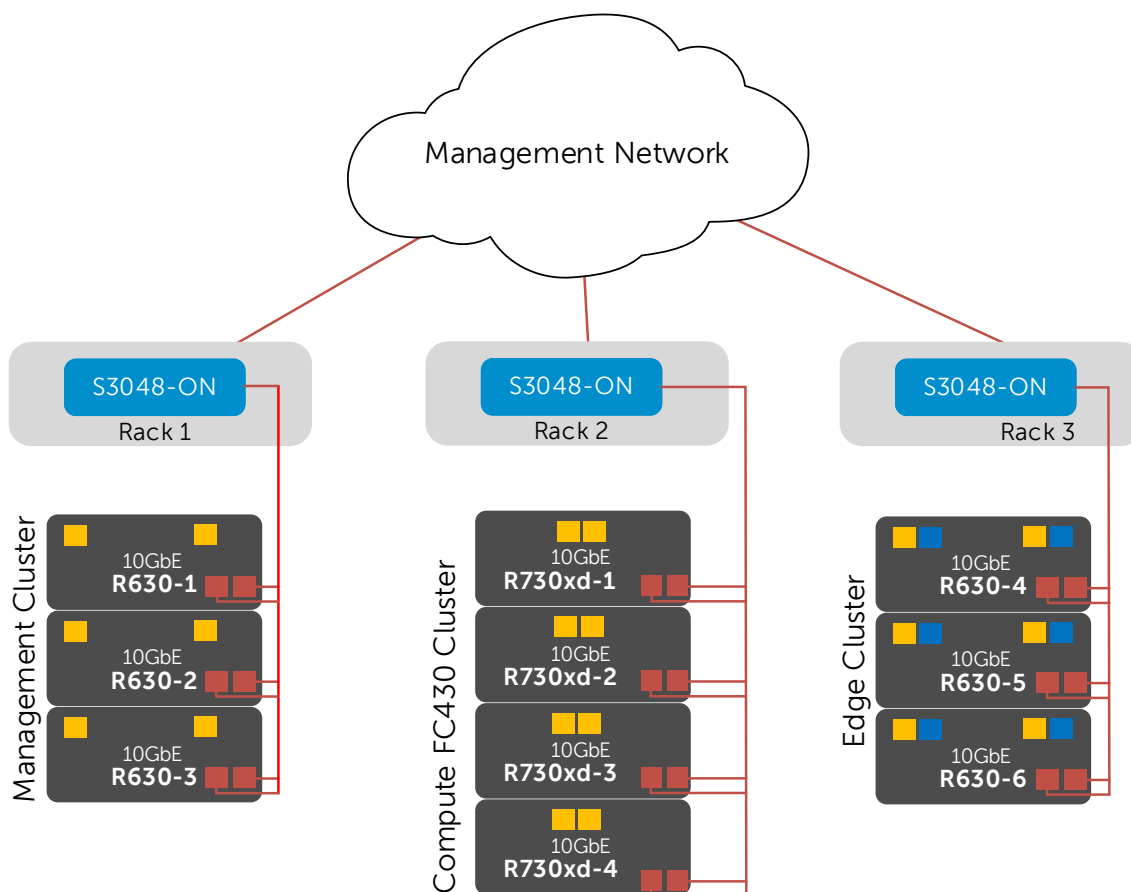 Management Network
S3048-ON
Rack 1
S3048-ON
Rack 2
S3048-ON
Rack 3
Management Cluster
10GbE
R630-1
10GbE
R630-2
10GbE
R630-3
Compute FC430 Cluster
10GbE
R730xd-1
10GbE
R730xd-2
10GbE
R730xd-3
10GbE
R730xd-4
Edge Cluster
10GbE
R630-4
10GbE
R630-5
10GbE
R630-6